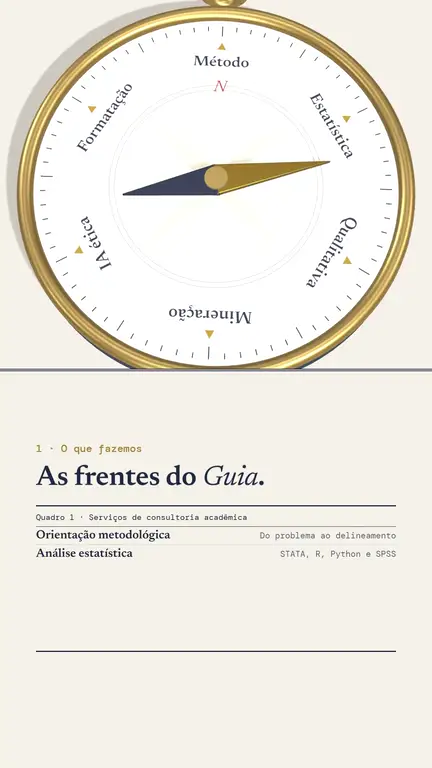 Método
N
Formatação
Estatística
IA ética
Qualitativa
Mineração
1 · O que fazemos
As frentes do Guia.
Quadro 1 · Serviços de consultoria acadêmica
Orientação metodológica Do problema ao delineamento
Análise estatística STATA, R, Python e SPSS